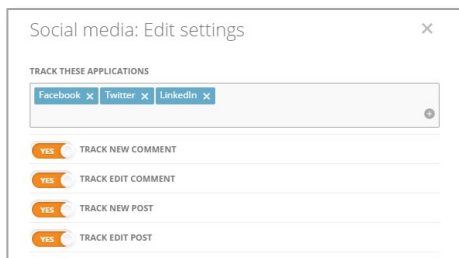 Social media: Edit settings
TRACK THESE APPLICATIONS
Facebook x Twitter x LinkedIn x
YES TRACK NEW COMMENT
YES TRACK EDIT COMMENT
YES TRACK NEW POST
YES TRACK EDIT POST